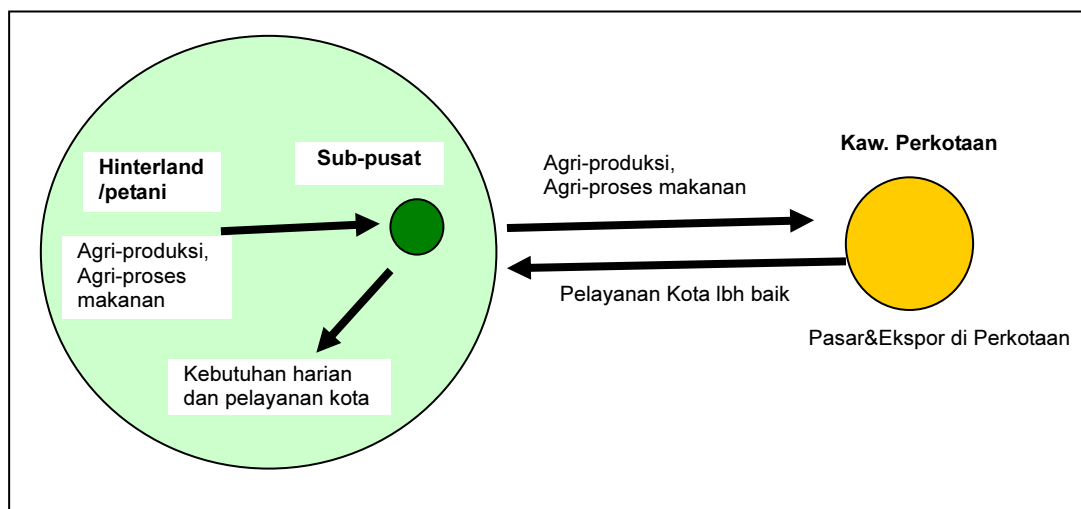 Hinterland
/petani
Sub-pusat
Agri-produksi,
Agri-proses
makanan
Kebutuhan harian
dan pelayanan kota
Agri-produksi,
Agri-proses makanan
Pelayanan Kota lbh baik
Kaw. Perkotaan
Pasar&Ekspor di Perkotaan